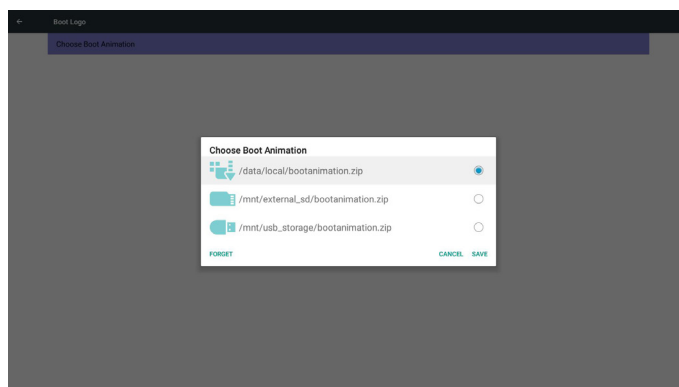 Boot Logo
Choose Boot Animation
Choose Boot Animation
/data/local/bootanimation.zip
/mnt/external_sd/bootanimation.zip
/mnt/usb_storage/bootanimation.zip
FORGET CANCEL SAVE